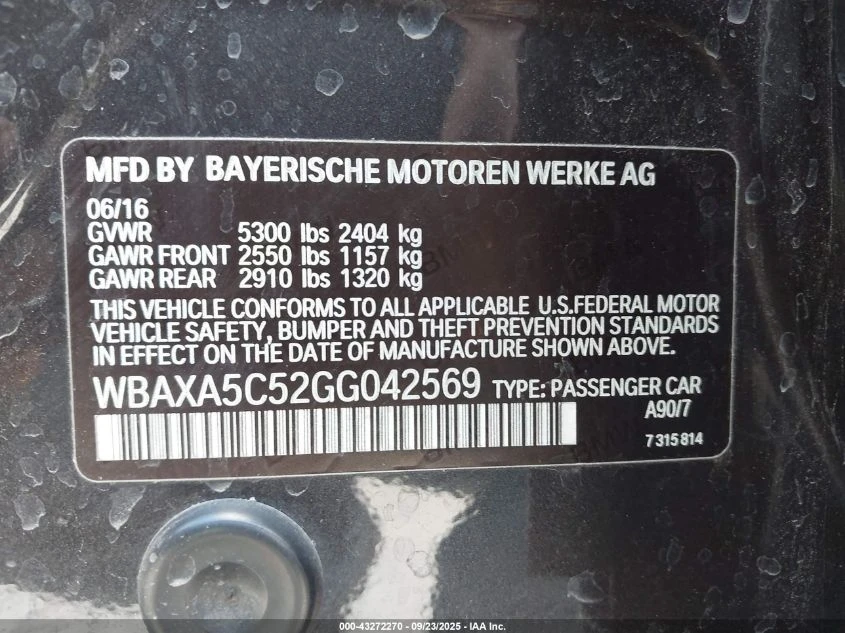 MFD BY BAYERISCHE MOTOREN WERKE AG
06/16
GVWR 5300 lbs 2404 kg
GAWR FRONT 2550 lbs 1157 kg
GAWR REAR 2910 lbs 1320 kg
THIS VEHICLE CONFORMS TO ALL APPLICABLE U.S.FEDERAL MOTOR
VEHICLE SAFETY, BUMPER AND THEFT PREVENTION STANDARDS
IN EFFECT ON THE DATE OF MANUFACTURE SHOWN ABOVE.
WBAXA5C52GG042569 TYPE: PASSENGER CAR
A90/7
7 315 814
000-43272270 - 09/23/2025 - IAA Inc.